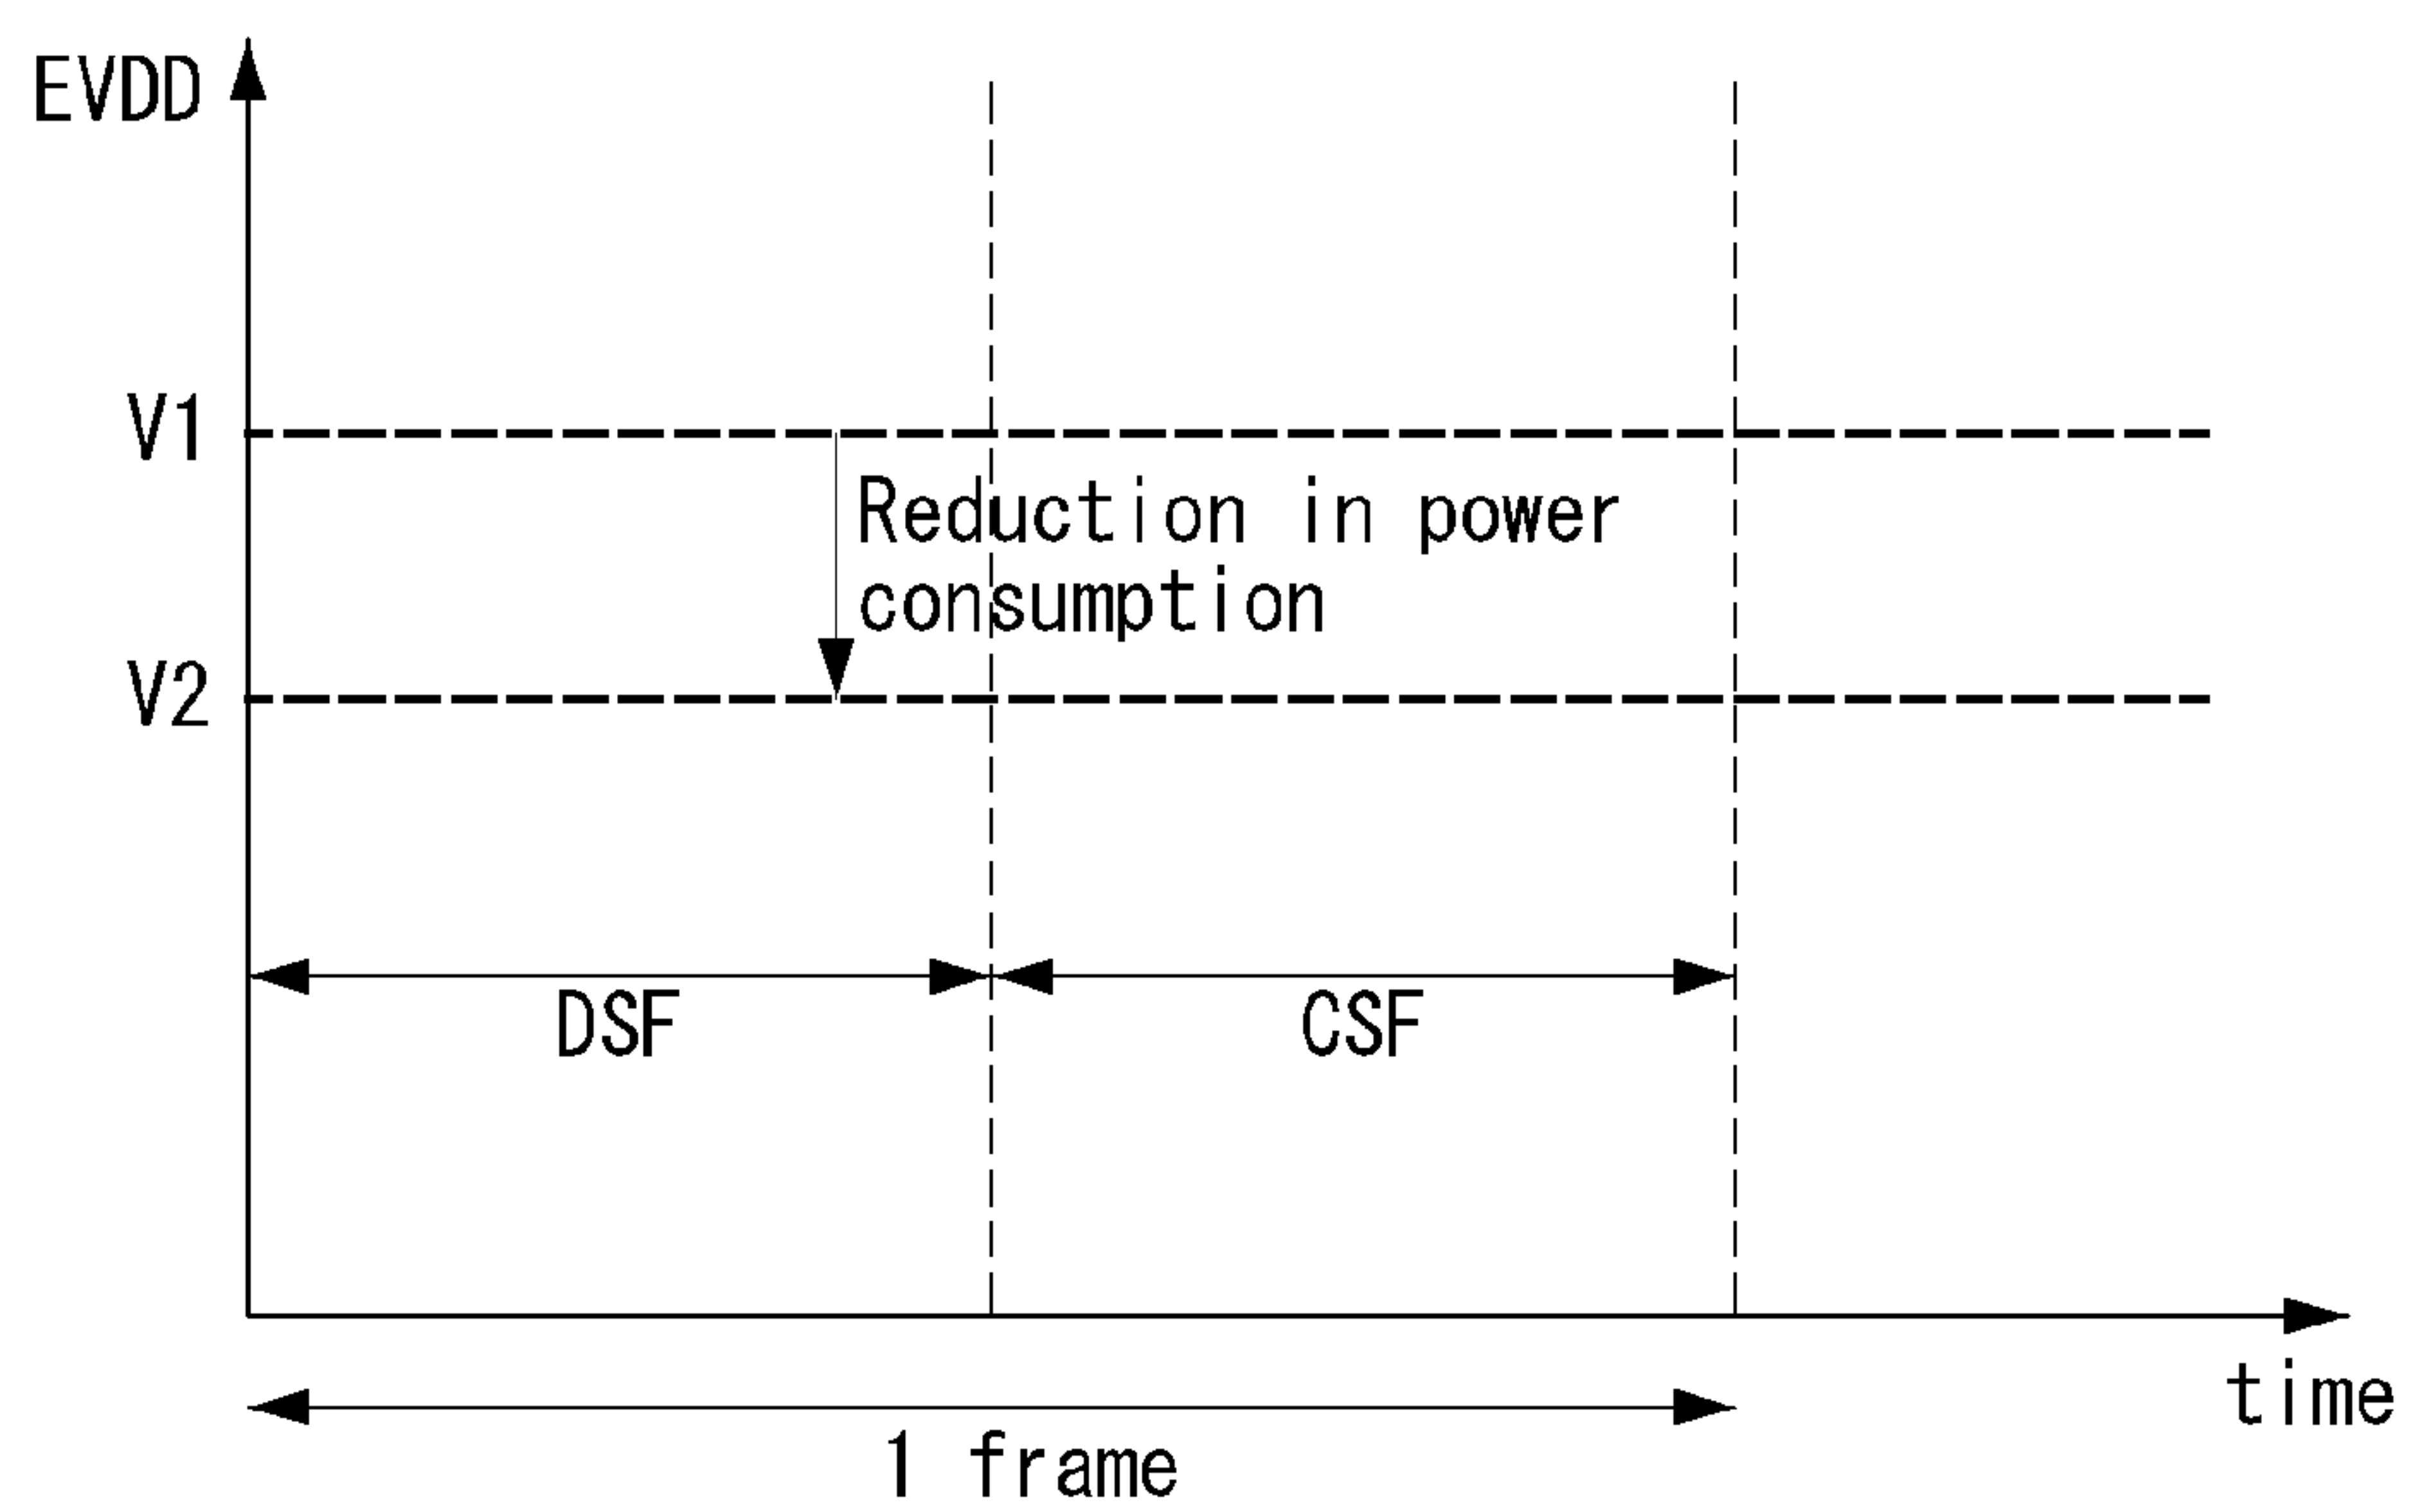 EVDD
V1
Reduction in power
consumption
V2
DSF
CSF
time
1 frame